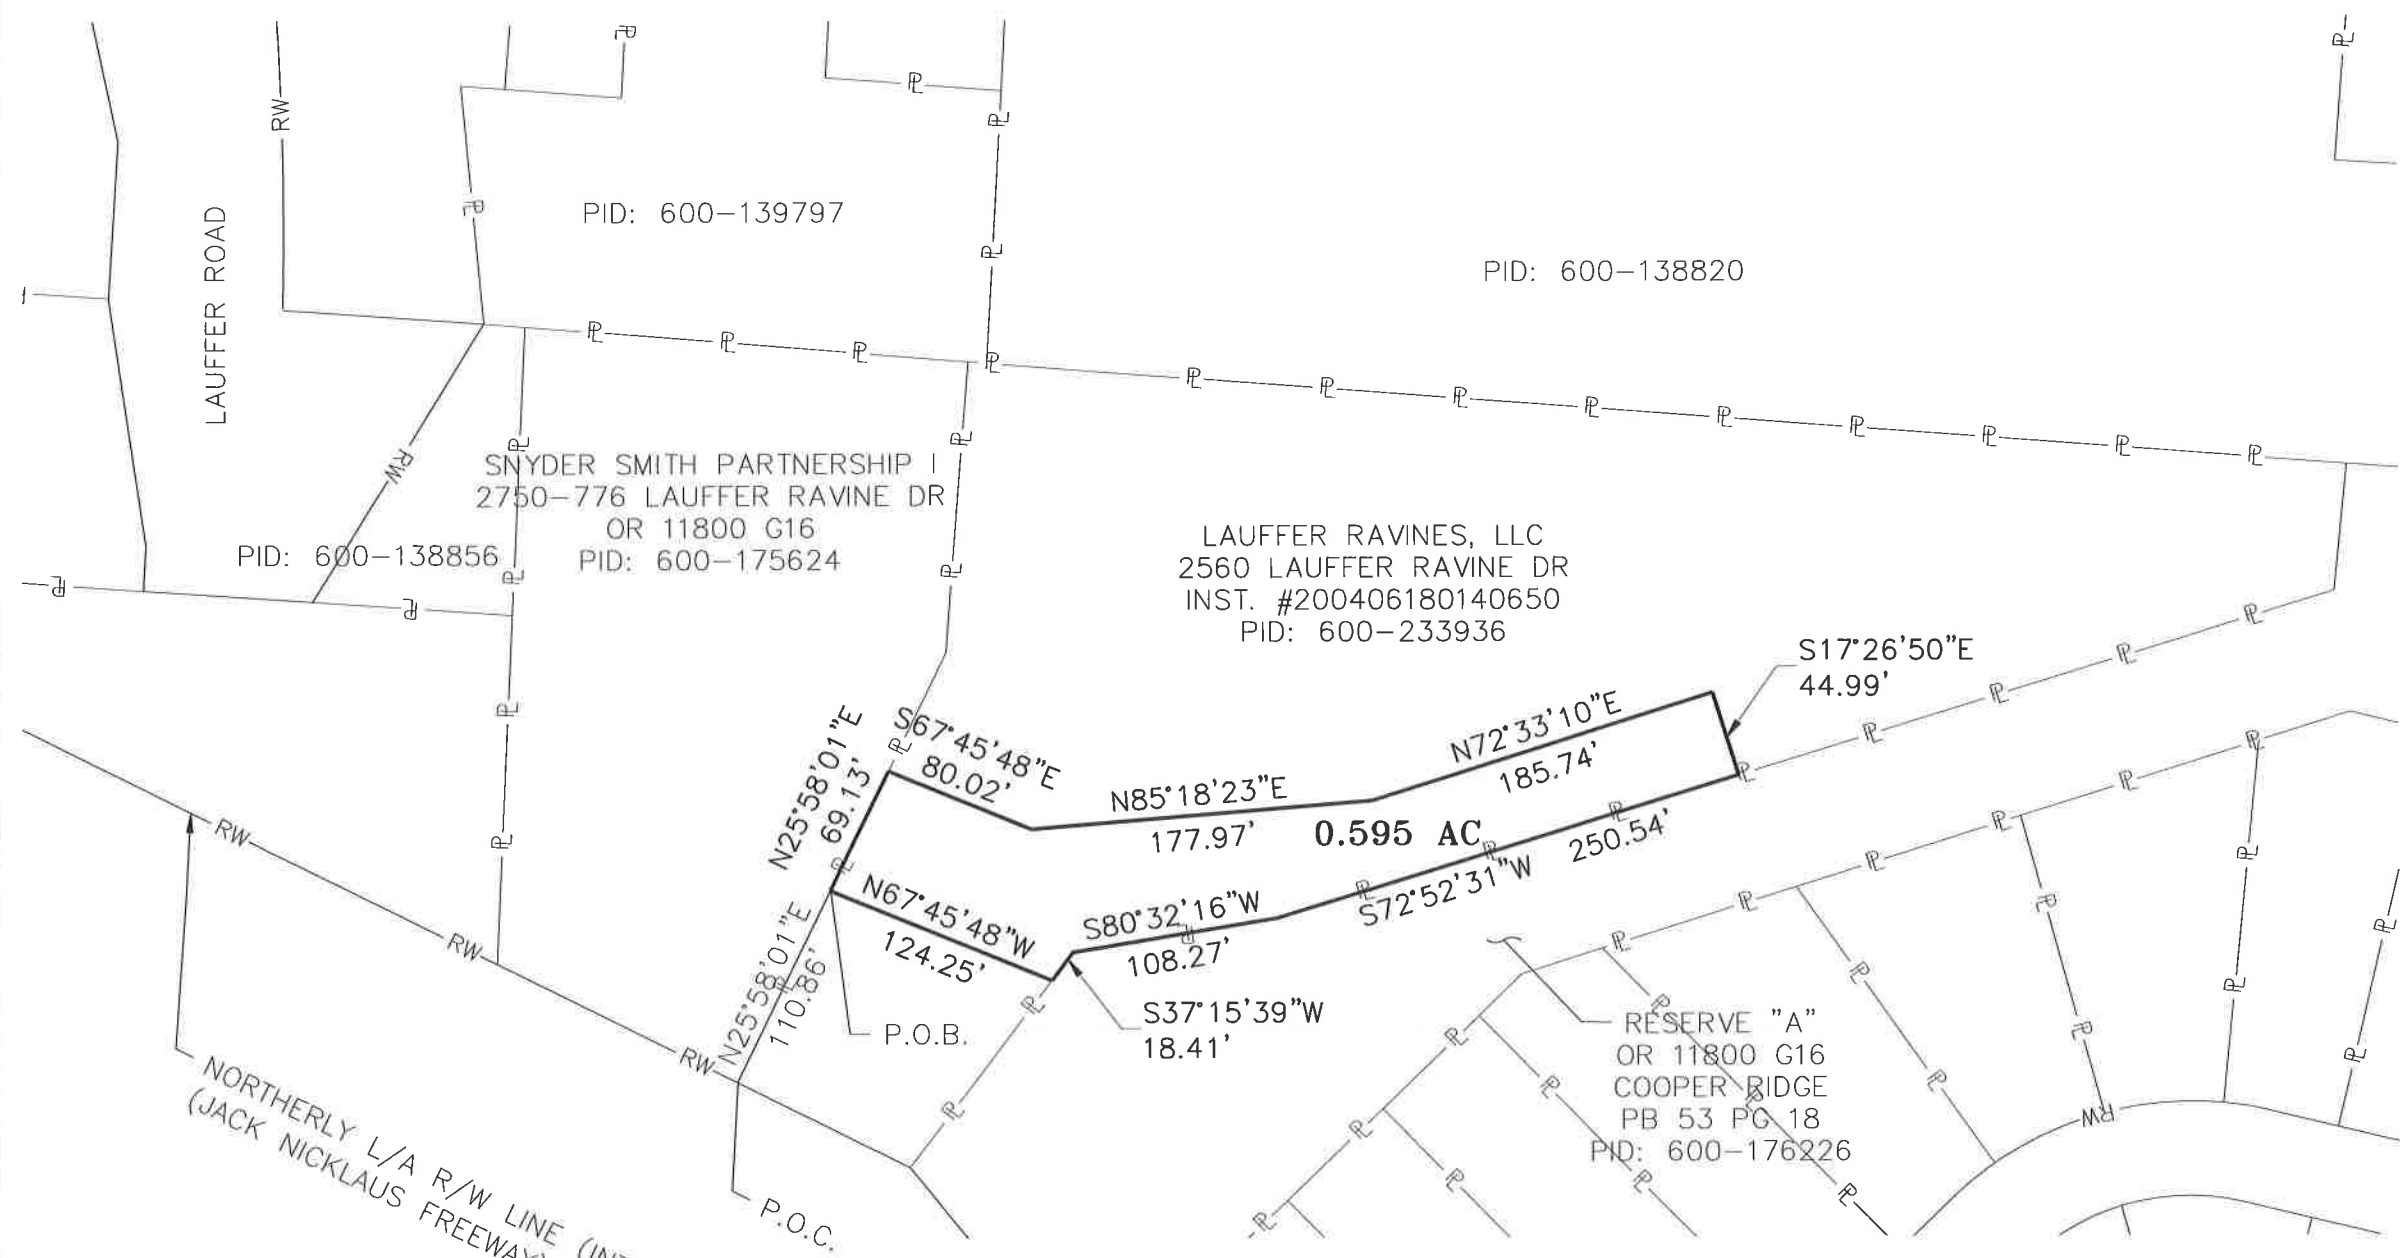 PID: 600-139797
PID: 600-138820
LAUFFER ROAD
RW
RW
SNYDER SMITH PARTNERSHIP I
2750-776 LAUFFER RAVINE DR
OR 11800 G16
PID: 600-175624
PID: 600-138856
LAUFFER RAVINES, LLC
2560 LAUFFER RAVINE DR
INST. #200406180140650
PID: 600-233936
S17°26'50"E
44.99'
N25°58'01"E
69.13'
S67°45'48"E
80.02'
N85°18'23"E
177.97'
N72°33'10"E
185.74'
0.595 AC
S72°52'31"W
250.54'
N67°45'48"W
124.25'
S80°32'16"W
108.27'
S37°15'39"W
18.41'
N25°58'01"E
110.86'
P.O.B.
P.O.C.
RW
RW
RW
RW
NORTHERLY L/A R/W LINE
(JACK NICKLAUS FREEWAY)
RESERVE "A"
OR 11800 G16
COOPER RIDGE
PB 53 PG 18
PID: 600-176226